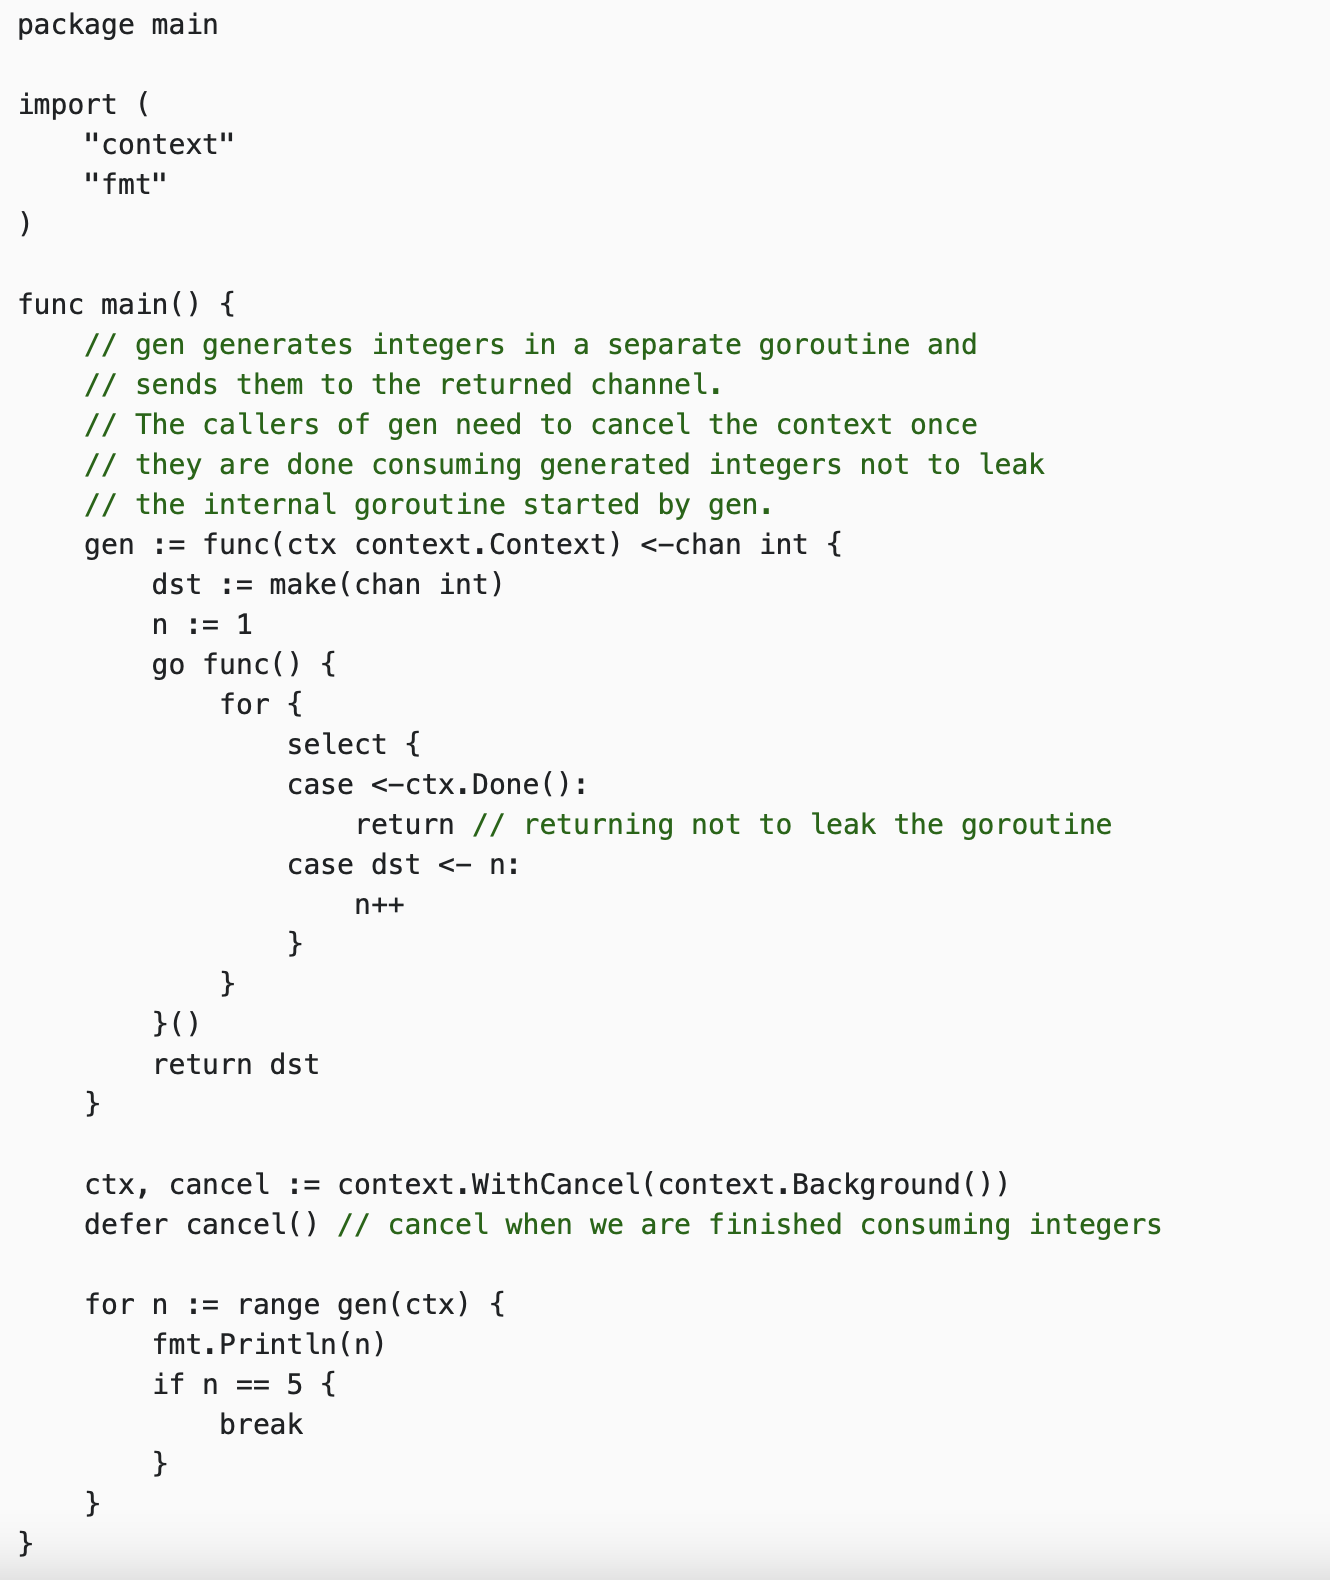 package main

import (
    "context"
    "fmt"
)

func main() {
    // gen generates integers in a separate goroutine and
    // sends them to the returned channel.
    // The callers of gen need to cancel the context once
    // they are done consuming generated integers not to leak
    // the internal goroutine started by gen.
    gen := func(ctx context.Context) <-chan int {
        dst := make(chan int)
        n := 1
        go func() {
            for {
                select {
                case <-ctx.Done():
                    return // returning not to leak the goroutine
                case dst <- n:
                    n++
                }
            }
        }()
        return dst
    }

    ctx, cancel := context.WithCancel(context.Background())
    defer cancel() // cancel when we are finished consuming integers

    for n := range gen(ctx) {
        fmt.Println(n)
        if n == 5 {
            break
        }
    }
}